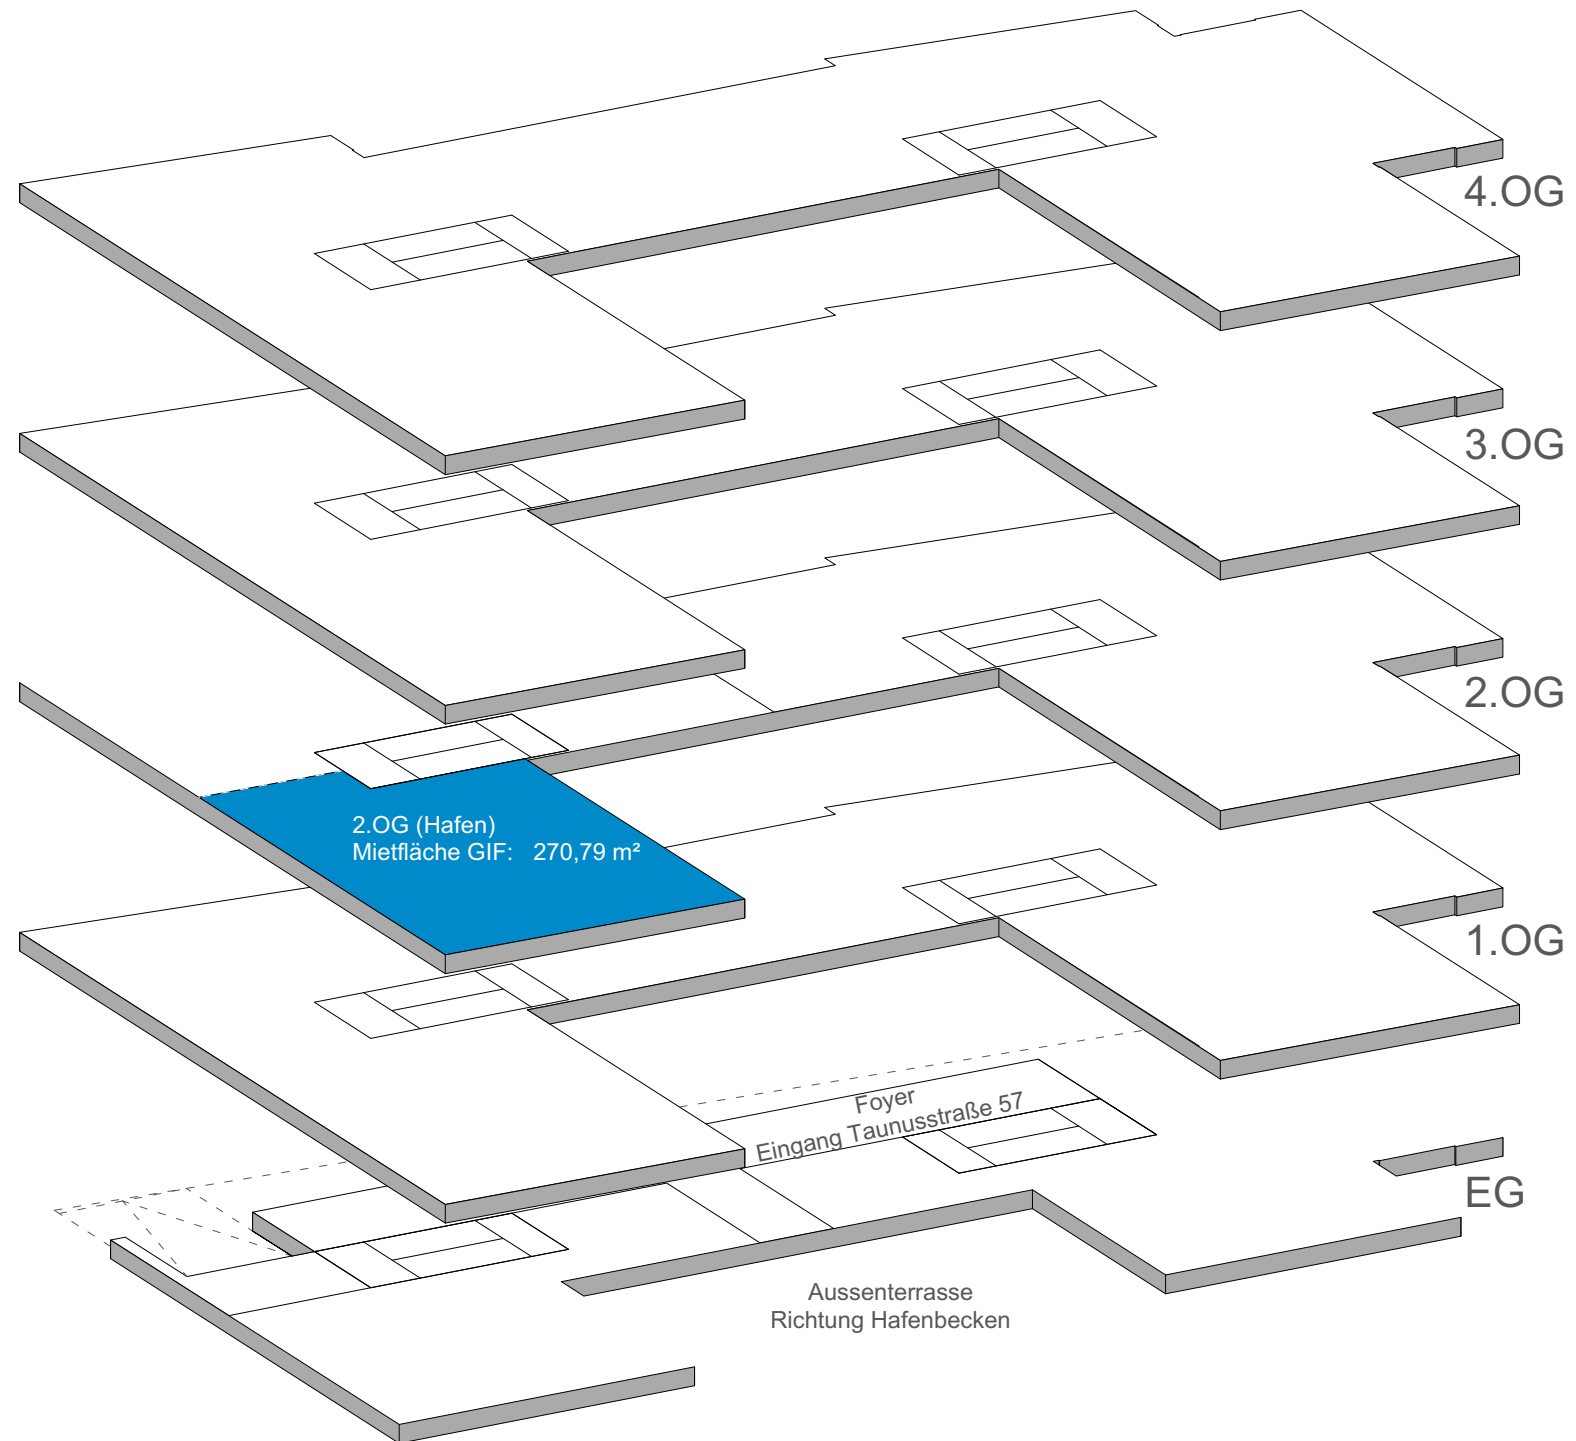 4.OG
3.OG
2.OG
2.OG (Hafen)
Mietfläche GIF: 270,79 m²
1.OG
Foyer
Eingang Taunusstraße 57
EG
Aussenterrasse
Richtung Hafenbecken